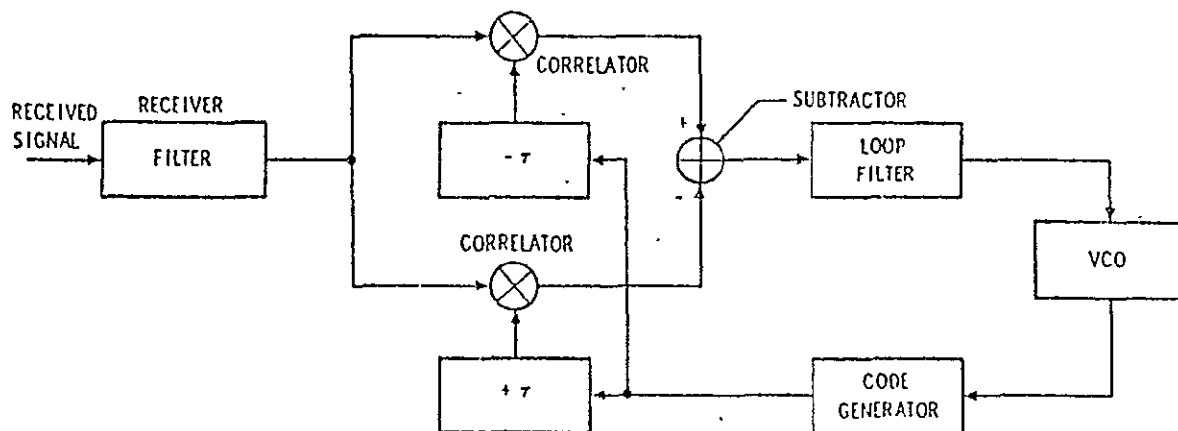 CORRELATOR
RECEIVED
SIGNAL
RECEIVER
FILTER
SUBTRACTOR
+
-
- τ
LOOP
FILTER
CORRELATOR
VCO
+ τ
CODE
GENERATOR